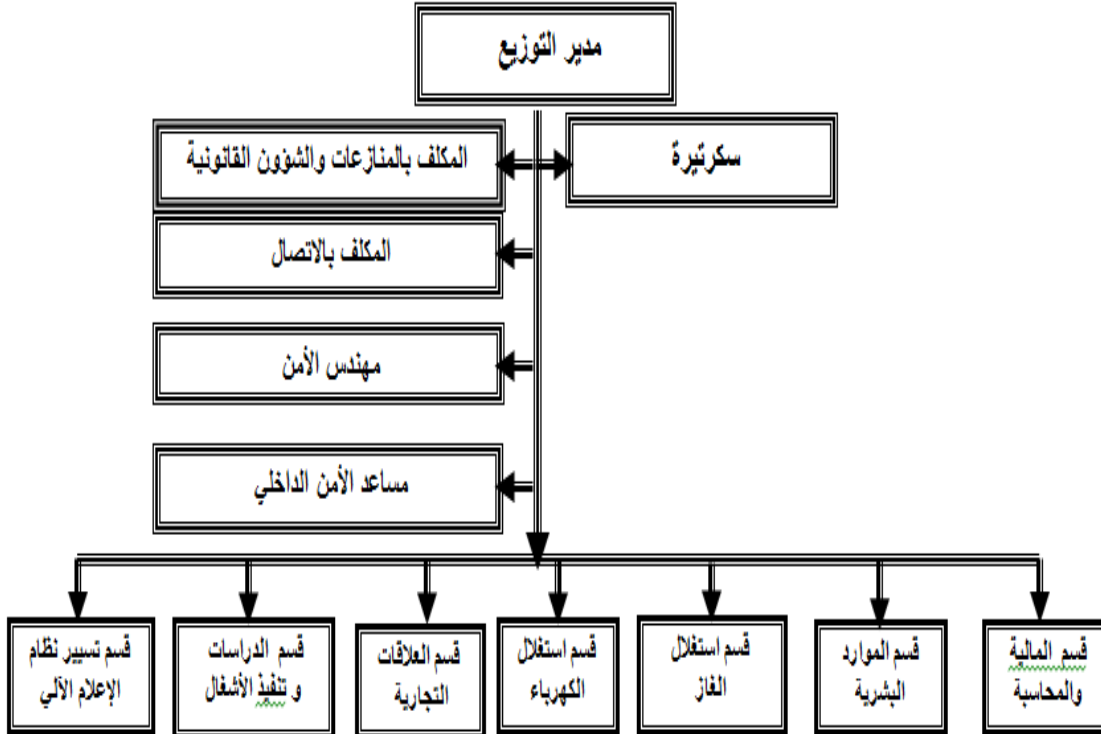 مدير التوزيع
سكرتيرة
المكلف بالمنازعات والشؤون القانونية
المكلف بالاتصال
مهندس الأمن
مساعد الأمن الداخلي
قسم المالية
والمحاسبة
قسم الموارد
البشرية
قسم استغلال
الغاز
قسم استغلال
الكهرباء
قسم العلاقات
التجارية
قسم الدراسات
و تنفيذ الأشغال
قسم تسيير نظام
الإعلام الآلي